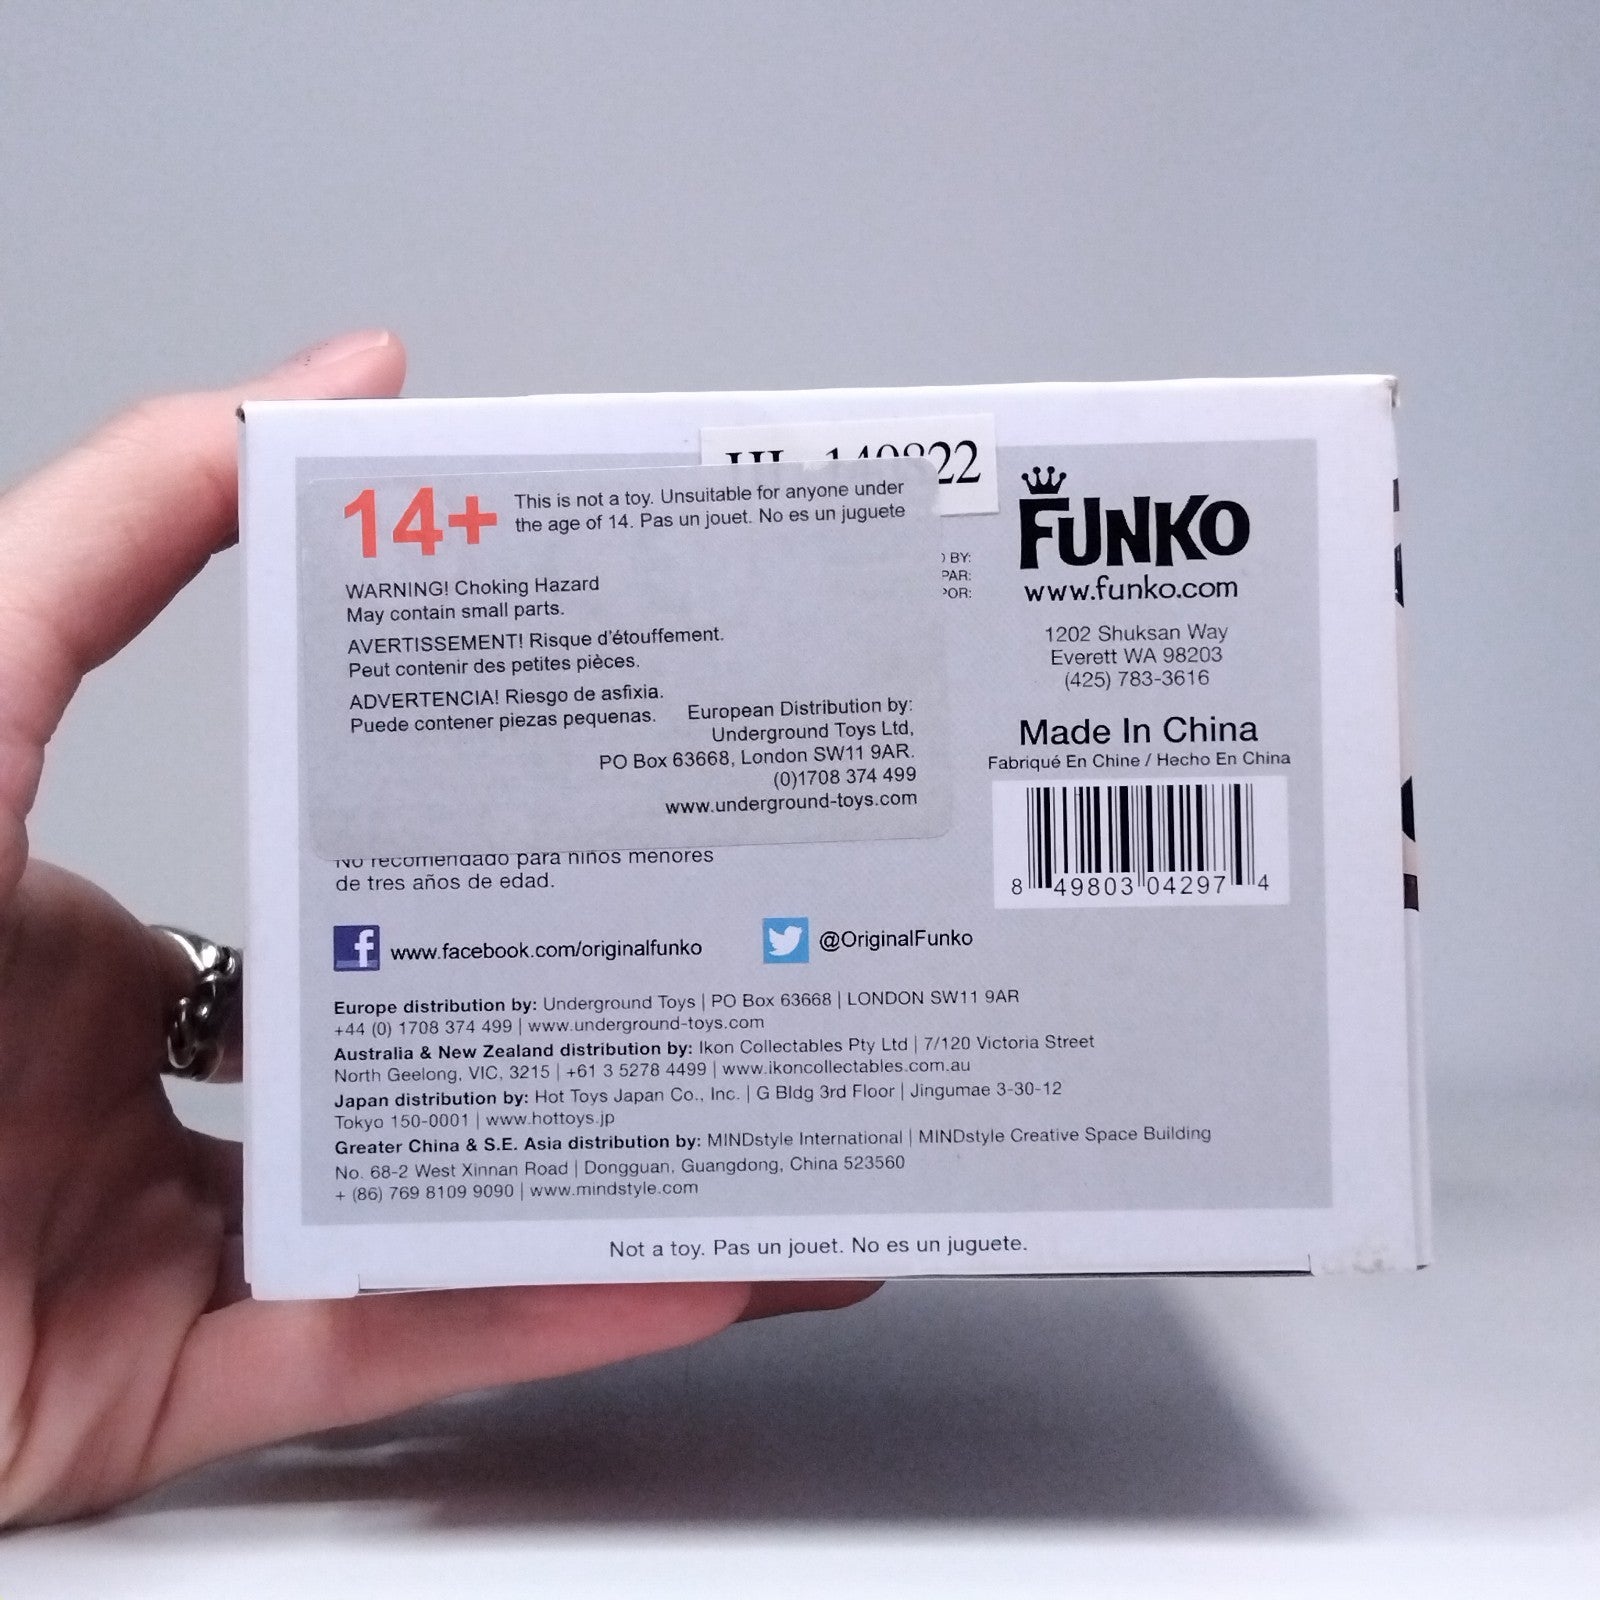 22
14+
This is not a toy. Unsuitable for anyone under
the age of 14. Pas un jouet. No es un juguete
WARNING! Choking Hazard
May contain small parts.
AVERTISSEMENT! Risque d'étouffement.
Peut contenir des petites pièces.
ADVERTENCIA! Riesgo de asfixia.
Puede contener piezas pequenas.
European Distribution by:
Underground Toys Ltd,
PO Box 63668, London SW11 9AR.
(0)1708 374 499
www.underground-toys.com
BY:
PAR:
POR:
FUNKO
www.funko.com
1202 Shuksan Way
Everett WA 98203
(425) 783-3616
Made In China
Fabriqué En Chine / Hecho En China
8 49803 04297 4
No recomendado para niños menores
de tres años de edad.
f www.facebook.com/originalfunko
@OriginalFunko
Europe distribution by: Underground Toys | PO Box 63668 | LONDON SW11 9AR
+44 (0) 1708 374 499 | www.underground-toys.com
Australia & New Zealand distribution by: Ikon Collectables Pty Ltd | 7/120 Victoria Street
North Geelong, VIC, 3215 | +61 3 5278 4499 | www.ikoncollectables.com.au
Japan distribution by: Hot Toys Japan Co., Inc. | G Bldg 3rd Floor | Jingumae 3-30-12
Tokyo 150-0001 | www.hottoys.jp
Greater China & S.E. Asia distribution by: MINDstyle International | MINDstyle Creative Space Building
No. 68-2 West Xinnan Road | Dongguan, Guangdong, China 523560
+ (86) 769 8109 9090 | www.mindstyle.com
Not a toy. Pas un jouet. No es un juguete.